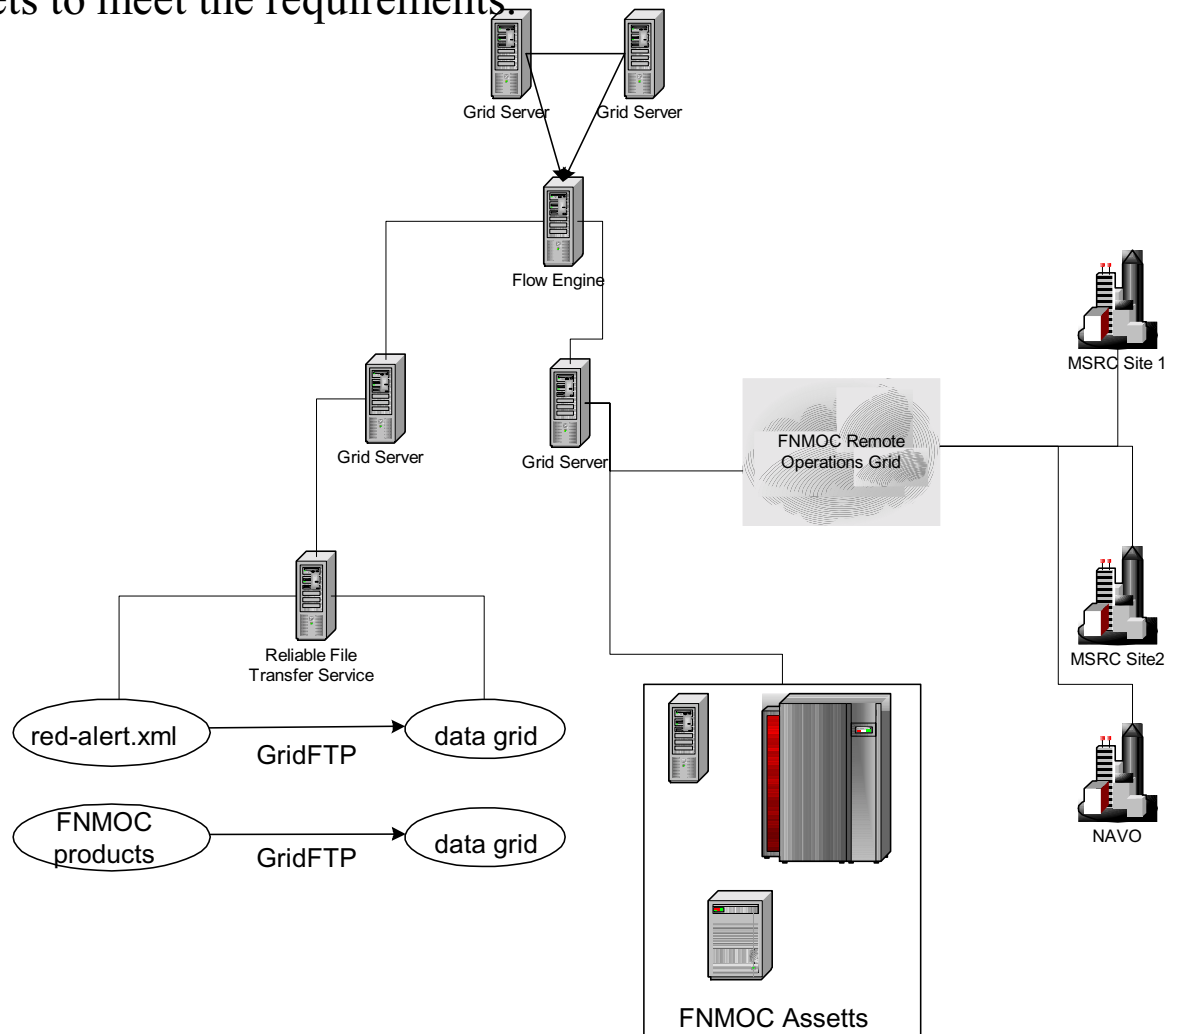 ets to meet the requirements.
Grid Server
Grid Server
Flow Engine
MSRC Site 1
FNMOC Remote
Operations Grid
Grid Server
Grid Server
Reliable File
Transfer Service
MSRC Site2
red-alert.xml
data grid
GridFTP
FNMOC
products
data grid
GridFTP
NAVO
FNMOC Assetts